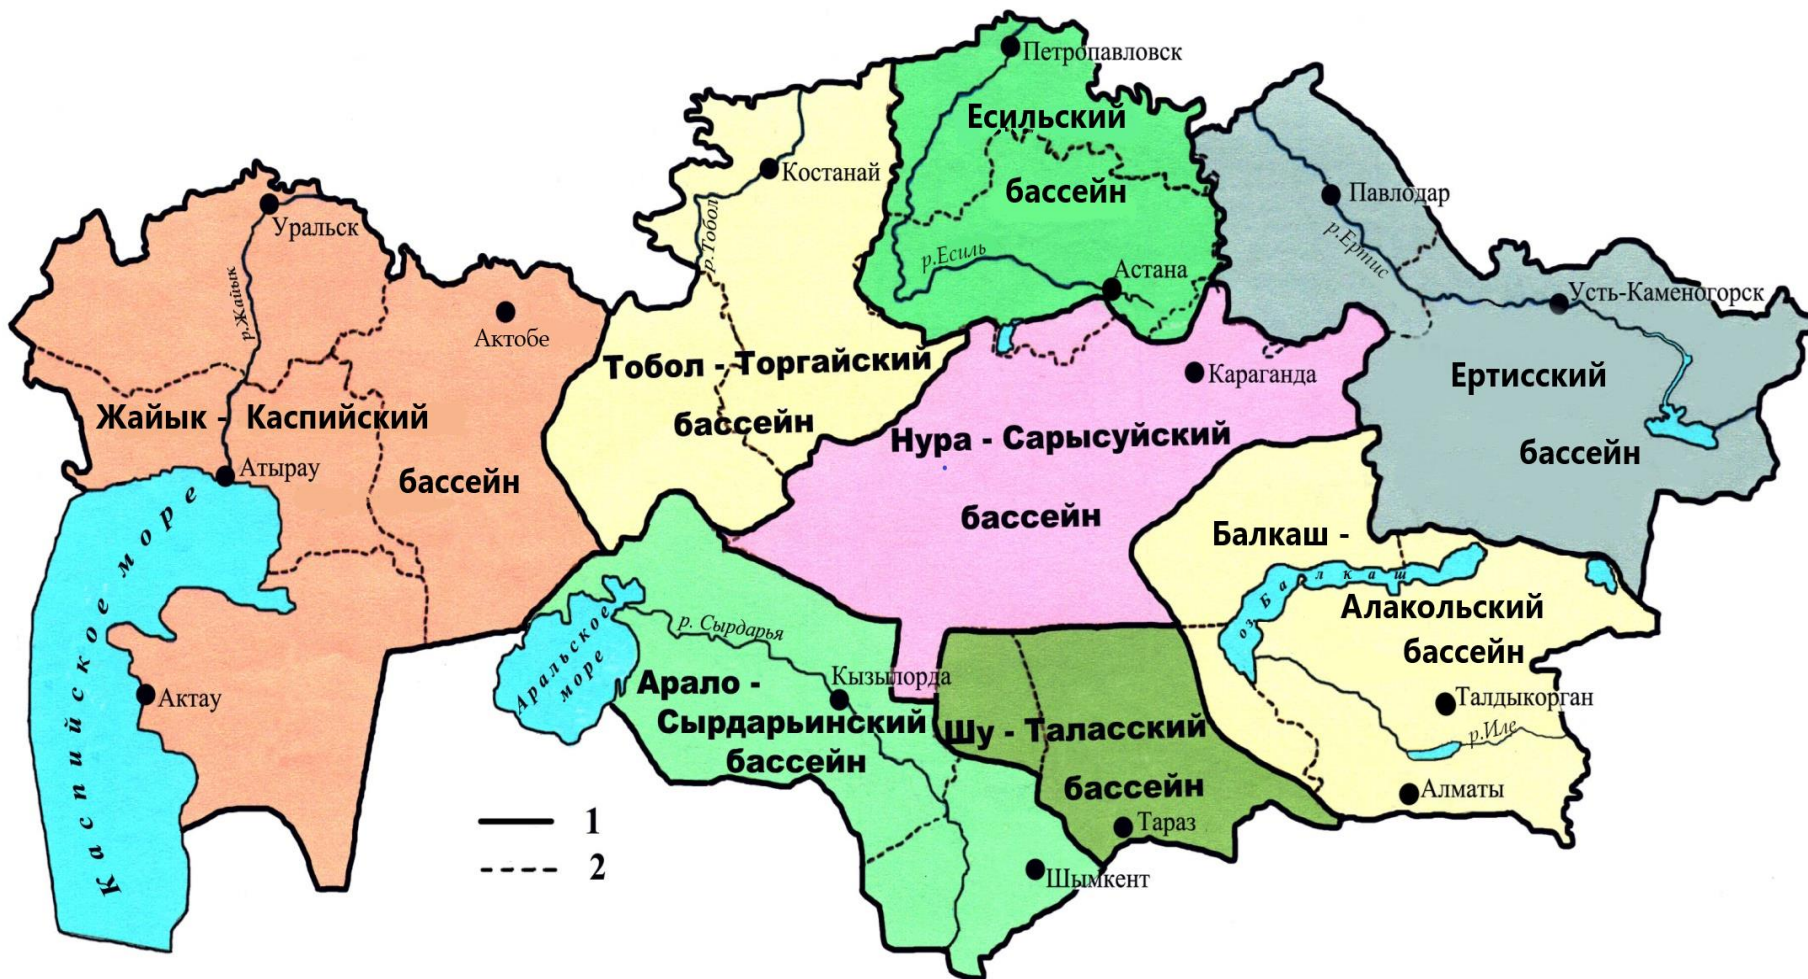 Петропавловск
Есильский
бассейн
Костанай
р.Тобол
Павлодар
р.Ертис
Уральск
р.Жайык
р.Есиль
Астана
Усть-Каменогорск
Актобе
Тобол - Торгайский
бассейн
Караганда
Ертисский
бассейн
Жайык - Каспийский
бассейн
Атырау
Нура - Сарысуйский
бассейн
Балкаш -
Алакольский
бассейн
оз. Балкаш
Каспийское море
Аральское
море
р. Сырдарья
Кызылорда
Арало -
Сырдарьинский
бассейн
Актау
Шу - Таласский
бассейн
Талдыкорган
р.Иле
Алматы
Тараз
Шымкент
1
2